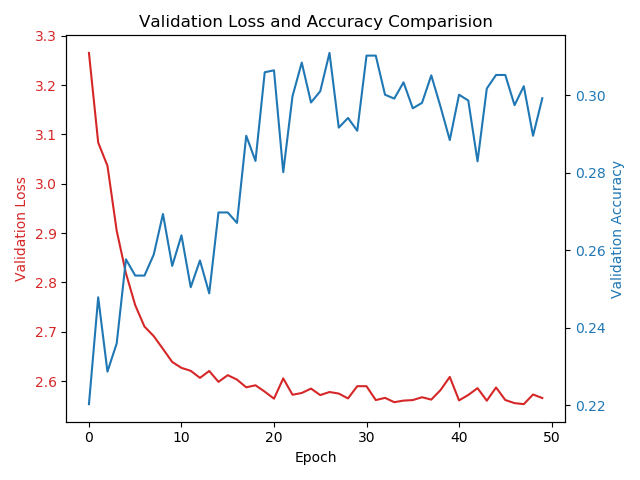 Validation Loss and Accuracy Comparision
3.3
3.2
3.1
3.0
2.9
2.8
2.7
2.6
Validation Loss
0.30
0.28
0.26
0.24
0.22
Validation Accuracy
0 10 20 30 40 50
Epoch